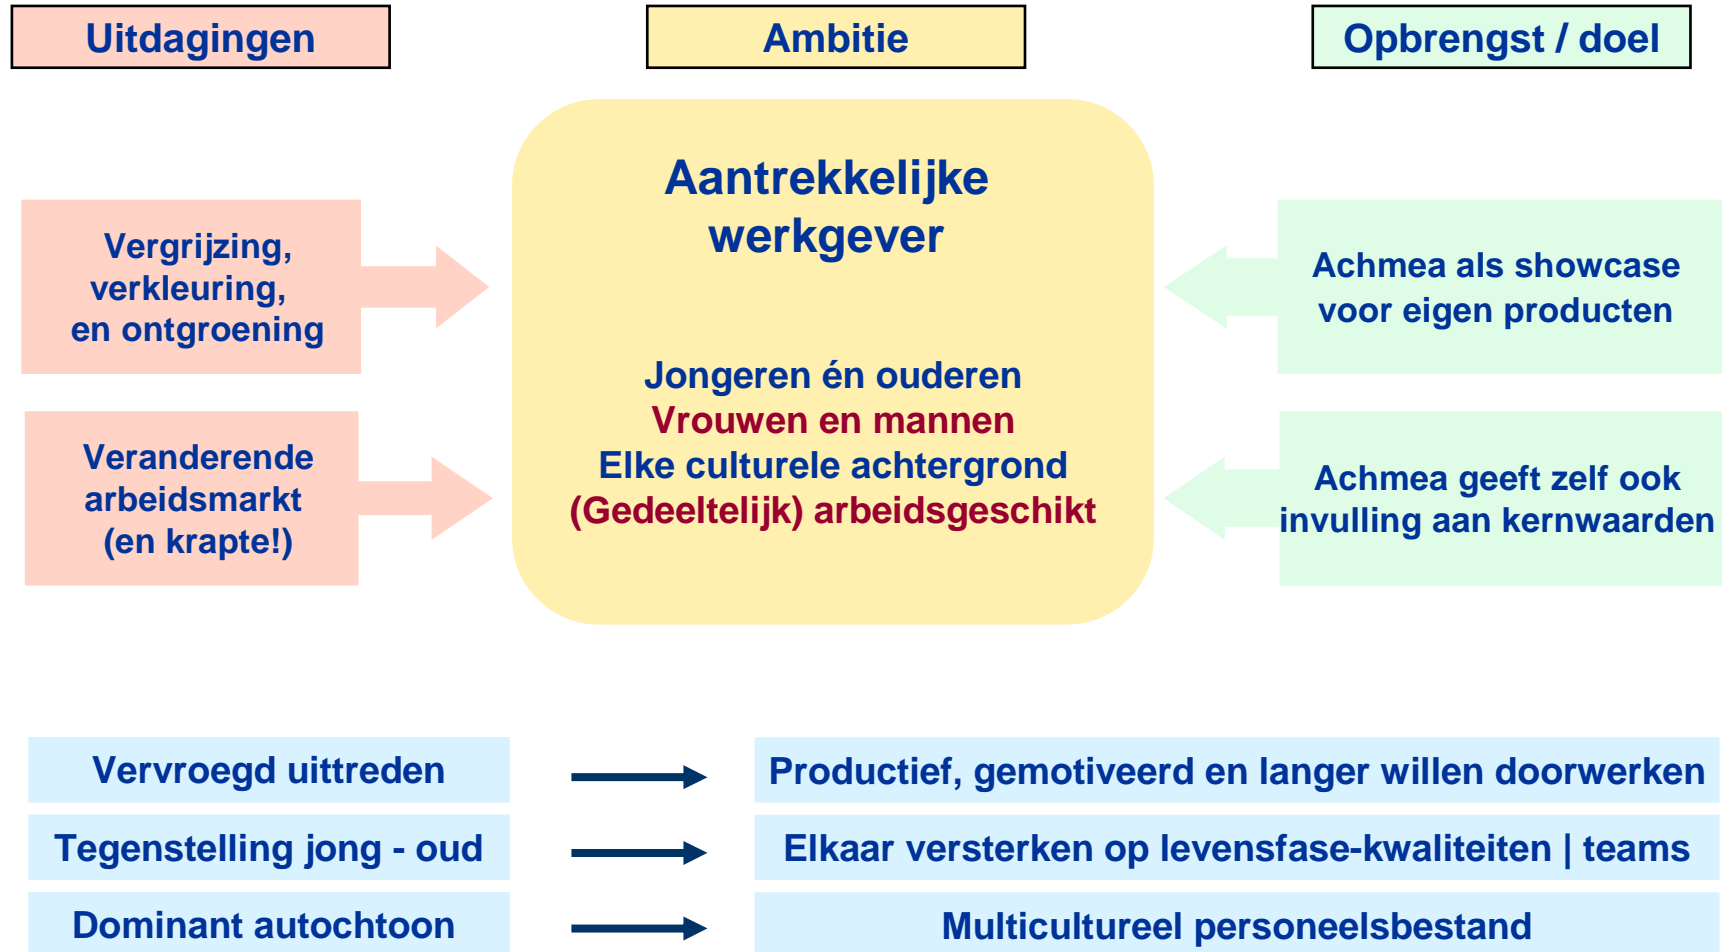 Uitdagingen
Ambitie
Opbrengst / doel
Aantrekkelijke
werkgever
Vergrijzing,
verkleuring,
en ontgroening
Achmea als showcase
voor eigen producten
Jongeren én ouderen
Vrouwen en mannen
Elke culturele achtergrond
(Gedeeltelijk) arbeidsgeschikt
Veranderende
arbeidsmarkt
(en krapte!)
Achmea geeft zelf ook
invulling aan kernwaarden
Vervroegd uittreden
Productief, gemotiveerd en langer willen doorwerken
Tegenstelling jong - oud
Elkaar versterken op levensfase-kwaliteiten | teams
Dominant autochtoon
Multicultureel personeelsbestand